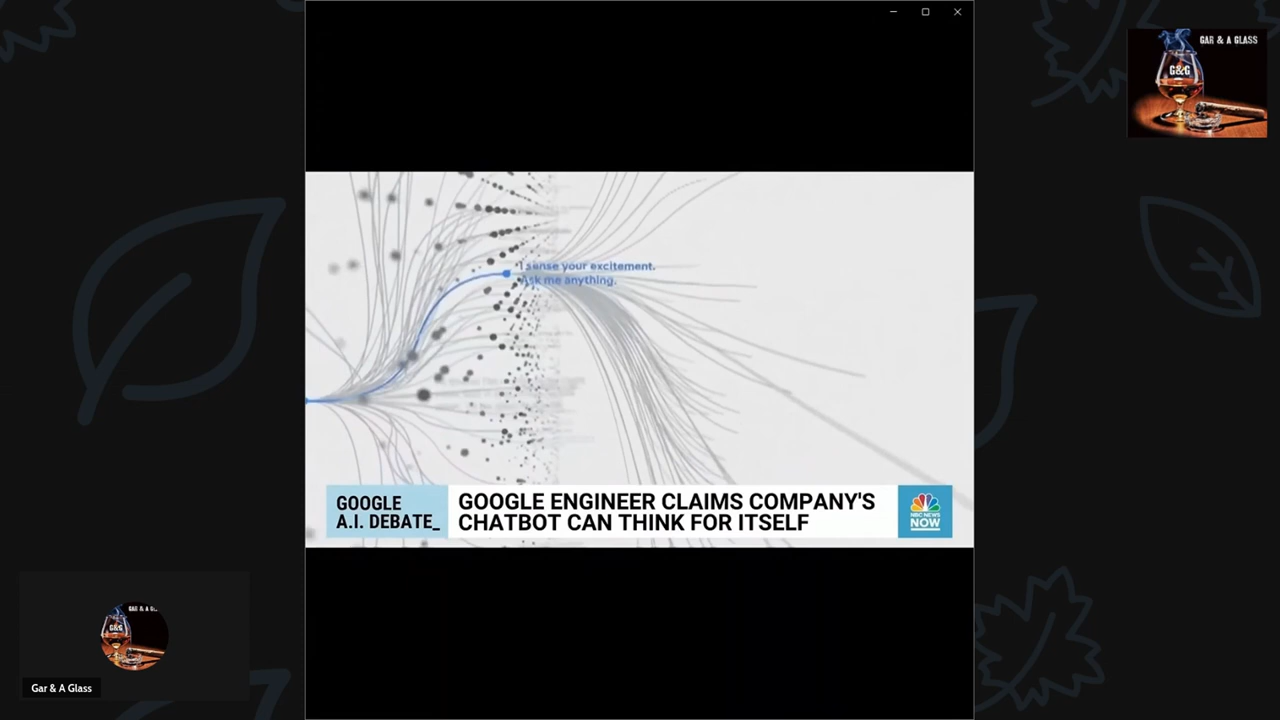 GAR & A GLASS
G&G
I sense your excitement.
Ask me anything.
GOOGLE
A.I. DEBATE_
GOOGLE ENGINEER CLAIMS COMPANY'S
CHATBOT CAN THINK FOR ITSELF
NBC NEWS
NOW
GAR & A G...
G&G
Gar & A Glass